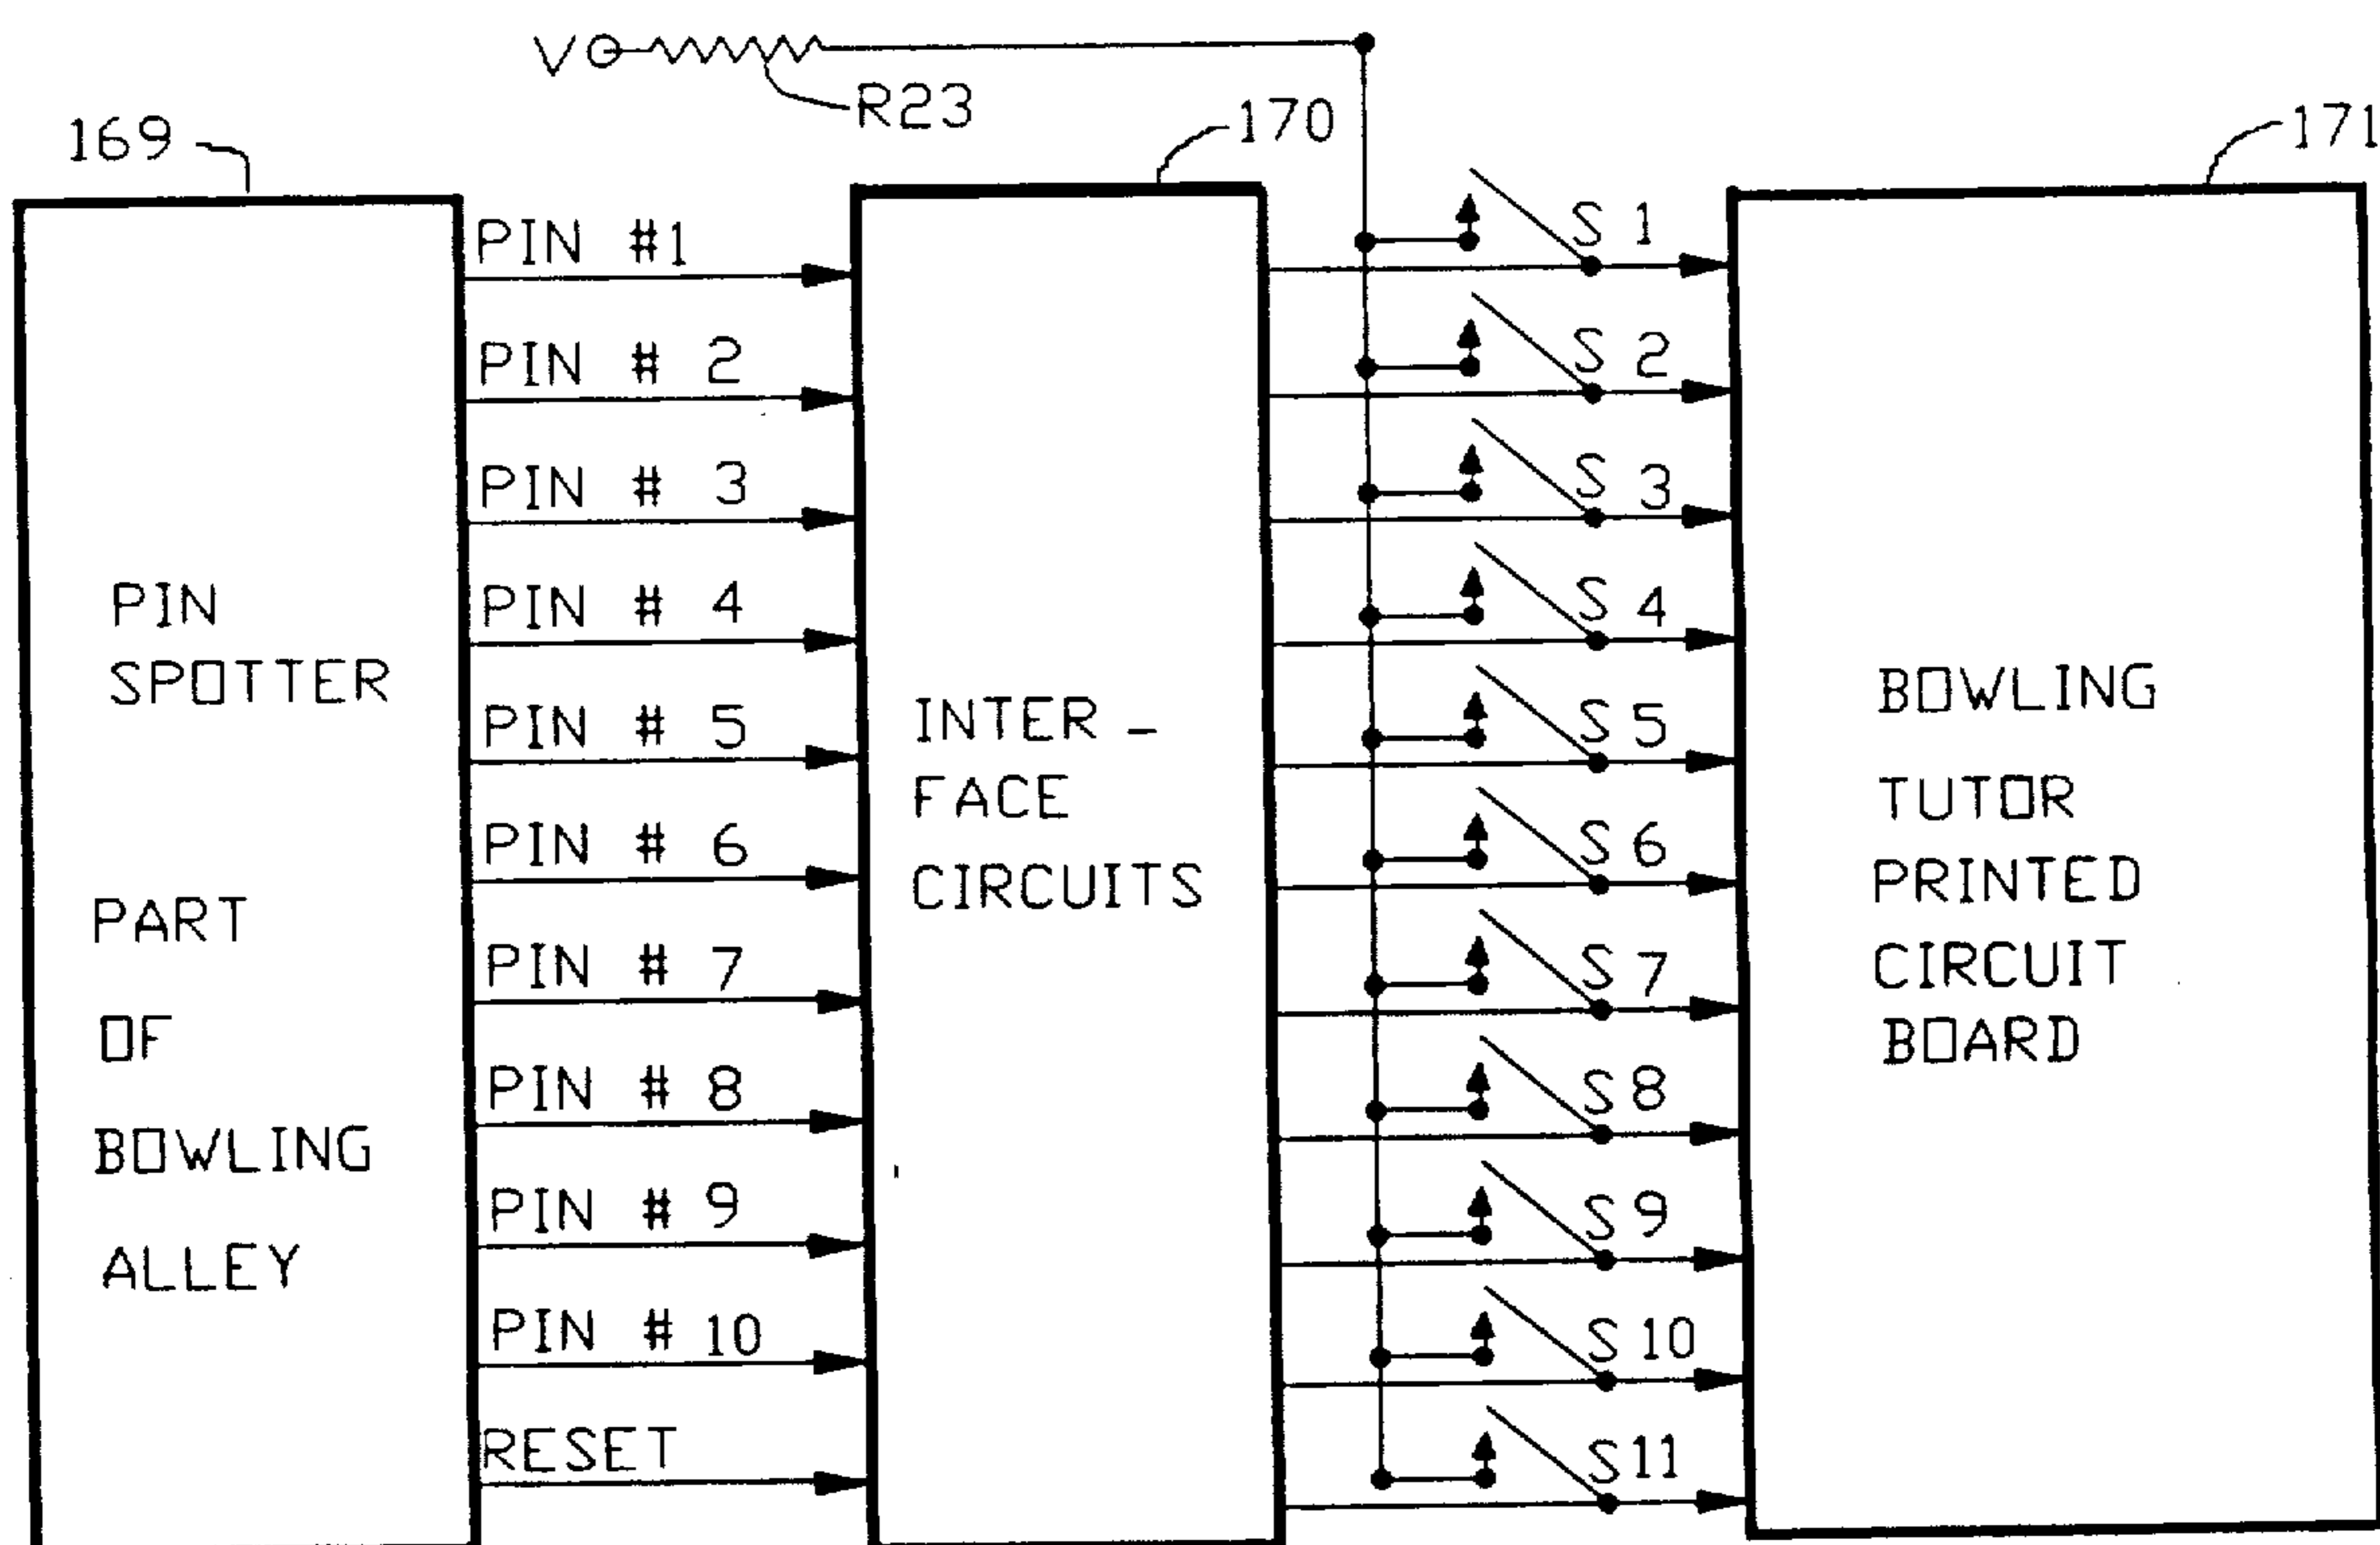 V
R23
169
170
171
PIN #1
PIN # 2
PIN # 3
PIN # 4
PIN # 5
PIN # 6
PIN # 7
PIN # 8
PIN # 9
PIN # 10
RESET
PIN
SPOTTER
PART
OF
BOWLING
ALLEY
INTER -
FACE
CIRCUITS
S 1
S 2
S 3
S 4
S 5
S 6
S 7
S 8
S 9
S 10
S11
BOWLING
TUTOR
PRINTED
CIRCUIT
BOARD